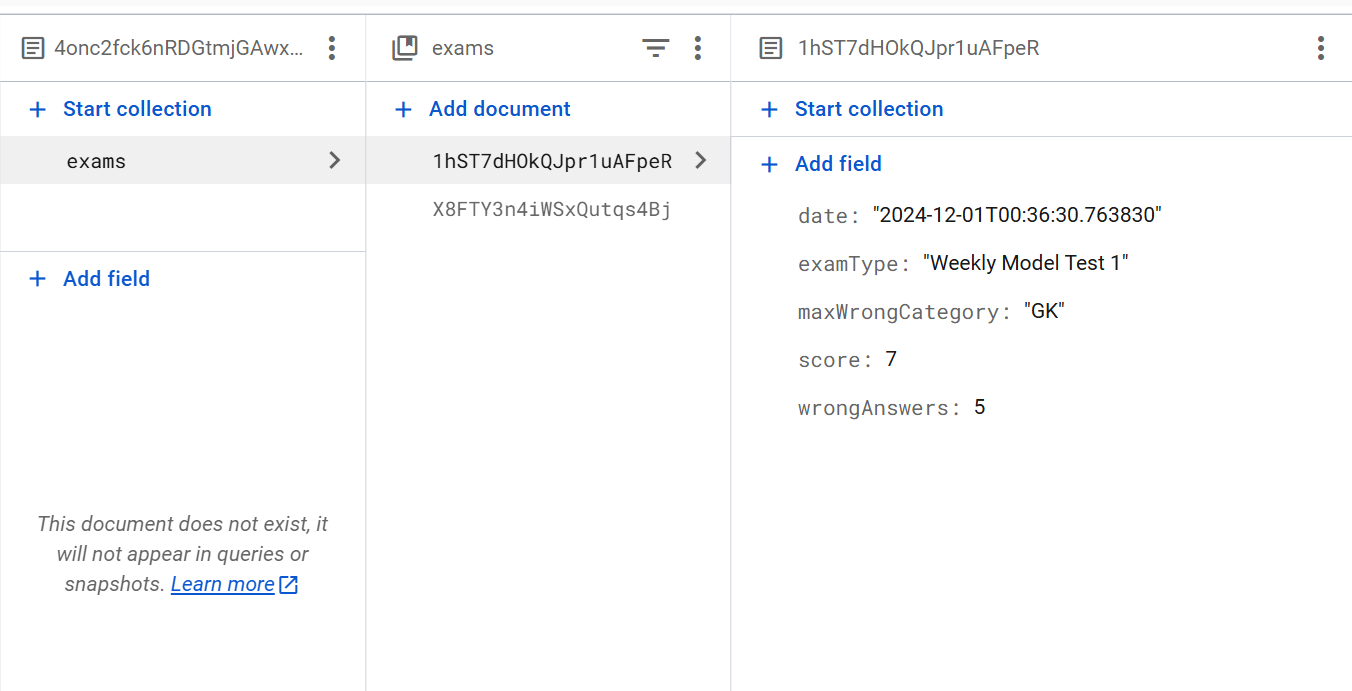 4onc2fck6nRDGtmjGAwx...
exams
1hST7dHOkQJpr1uAFpeR
Start collection
Add document
Start collection
exams
1hST7dHOkQJpr1uAFpeR
Add field
X8FTY3n4iWSxQutqs4Bj
date: "2024-12-01T00:36:30.763830"
Add field
examType: "Weekly Model Test 1"
maxWrongCategory: "GK"
score: 7
wrongAnswers: 5
This document does not exist, it
will not appear in queries or
snapshots. Learn more